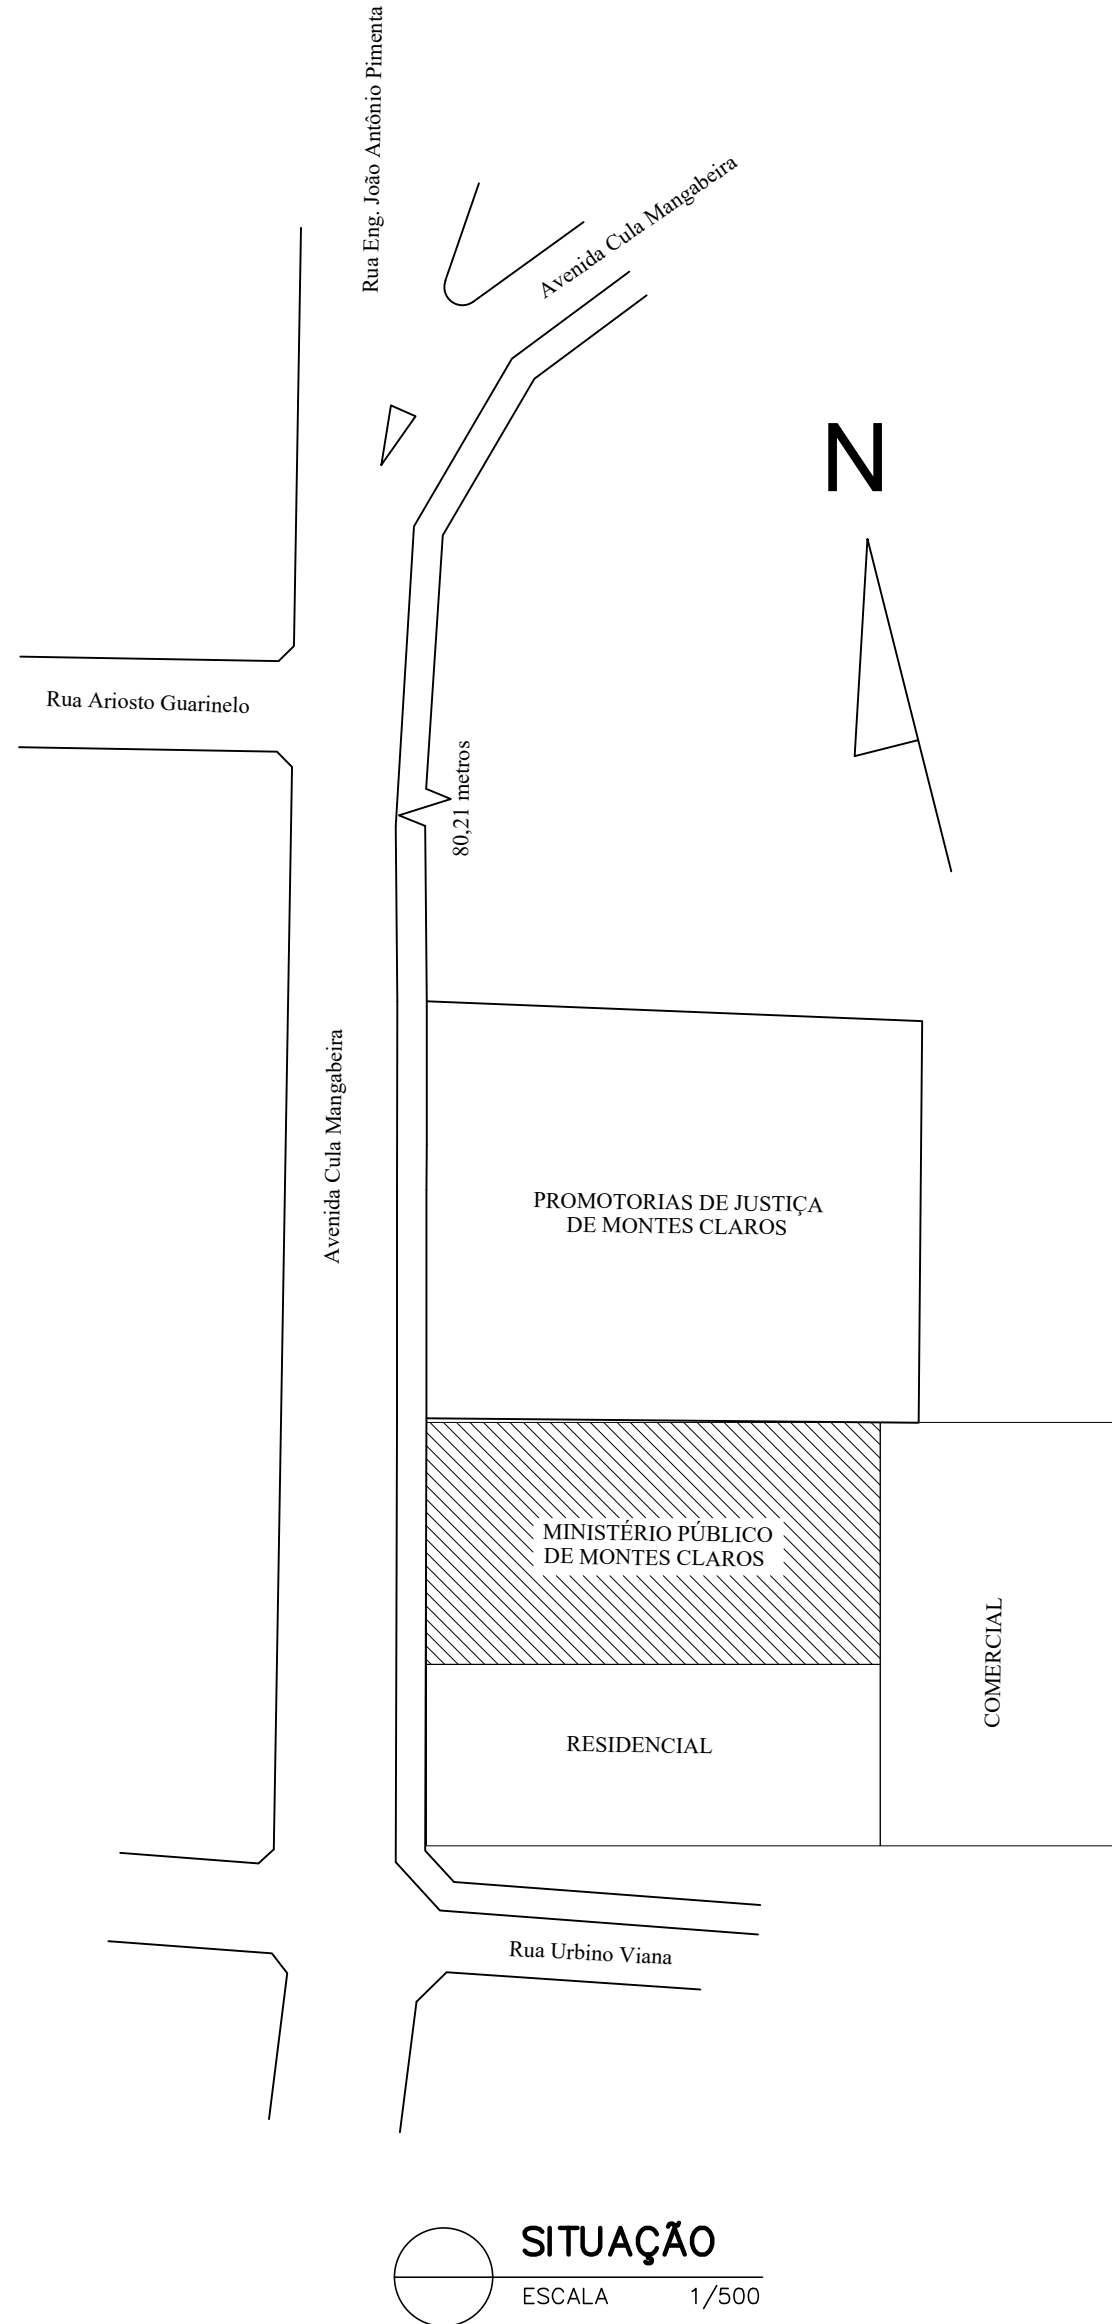 Rua Eng. João Antônio Pimenta
Avenida Cula Mangabeira
N
Rua Ariosto Guarinelo
80,21 metros
Avenida Cula Mangabeira
PROMOTORIAS DE JUSTIÇA
DE MONTES CLAROS
MINISTÉRIO PÚBLICO
DE MONTES CLAROS
COMERCIAL
RESIDENCIAL
Rua Urbino Viana
SITUAÇÃO
ESCALA 1/500